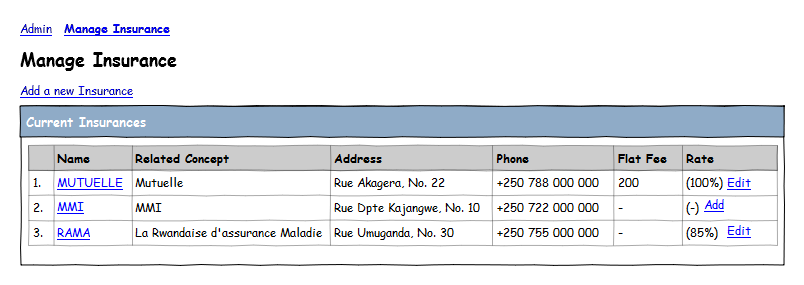 Admin Manage Insurance
Manage Insurance
Add a new Insurance
Current Insurances
Name Related Concept Address Phone Flat Fee Rate
1. MUTUELLE Mutuelle Rue Akagera, No. 22 +250 788 000 000 200 (100%) Edit
2. MMI MMI Rue Dpte Kajangwe, No. 10 +250 722 000 000 - (-) Add
3. RAMA La Rwandaise d'assurance Maladie Rue Umuganda, No. 30 +250 755 000 000 - (85%) Edit